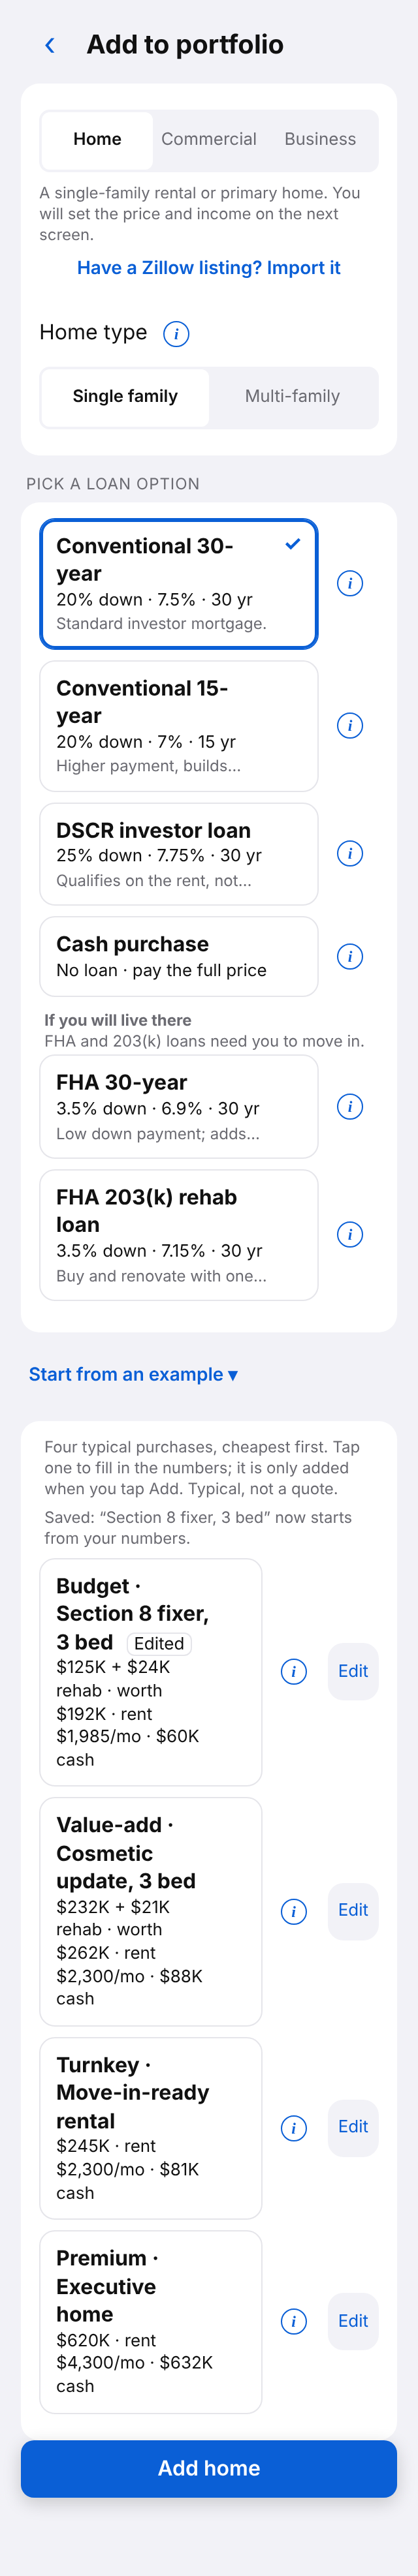 ‹ Add to portfolio
Home Commercial Business
A single-family rental or primary home. You
will set the price and income on the next
screen.
Have a Zillow listing? Import it
Home type i
Single family Multi-family
PICK A LOAN OPTION
Conventional 30-
year
20% down · 7.5% · 30 yr
Standard investor mortgage.
i
Conventional 15-
year
20% down · 7% · 15 yr
Higher payment, builds...
i
DSCR investor loan
25% down · 7.75% · 30 yr
Qualifies on the rent, not...
i
Cash purchase
No loan · pay the full price
i
If you will live there
FHA and 203(k) loans need you to move in.
FHA 30-year
3.5% down · 6.9% · 30 yr
Low down payment; adds...
i
FHA 203(k) rehab
loan
3.5% down · 7.15% · 30 yr
Buy and renovate with one...
i
Start from an example ▾
Four typical purchases, cheapest first. Tap
one to fill in the numbers; it is only added
when you tap Add. Typical, not a quote.
Saved: “Section 8 fixer, 3 bed” now starts
from your numbers.
Budget ·
Section 8 fixer,
3 bed Edited
$125K + $24K
rehab · worth
$192K · rent
$1,985/mo · $60K
cash
i
Edit
Value-add ·
Cosmetic
update, 3 bed
$232K + $21K
rehab · worth
$262K · rent
$2,300/mo · $88K
cash
i
Edit
Turnkey ·
Move-in-ready
rental
$245K · rent
$2,300/mo · $81K
cash
i
Edit
Premium ·
Executive
home
$620K · rent
$4,300/mo · $632K
cash
i
Edit
Add home